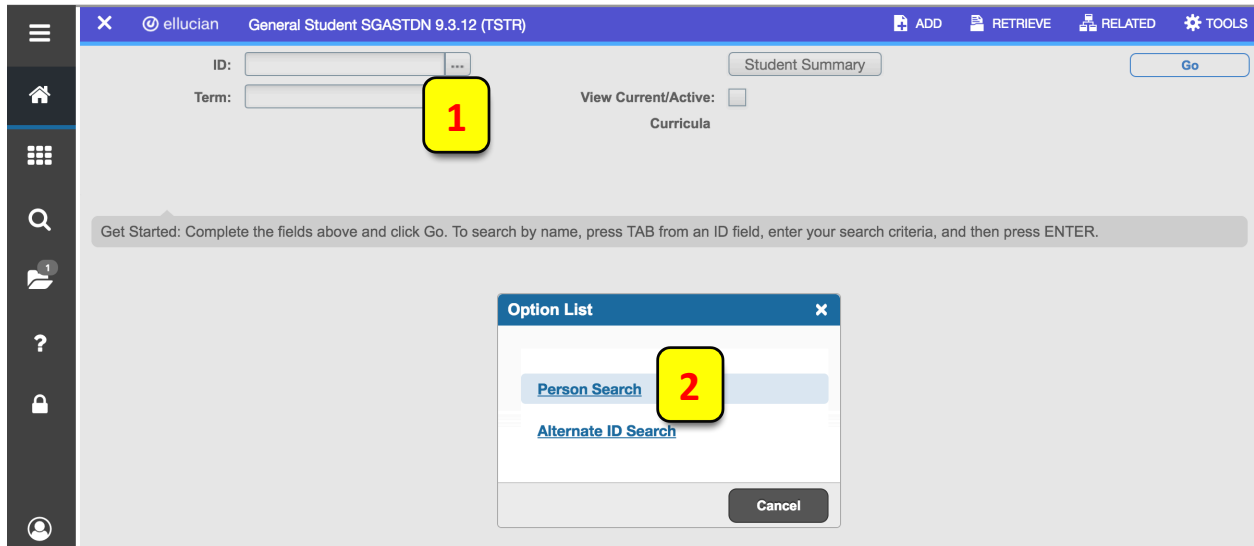 ellucian General Student SGASTDN 9.3.12 (TSTR) ADD RETRIEVE RELATED TOOLS
ID: ... Student Summary Go
Term: View Current/Active:
Curricula
1
Get Started: Complete the fields above and click Go. To search by name, press TAB from an ID field, enter your search criteria, and then press ENTER.
1
Option List
?
Person Search 2
Alternate ID Search
Cancel